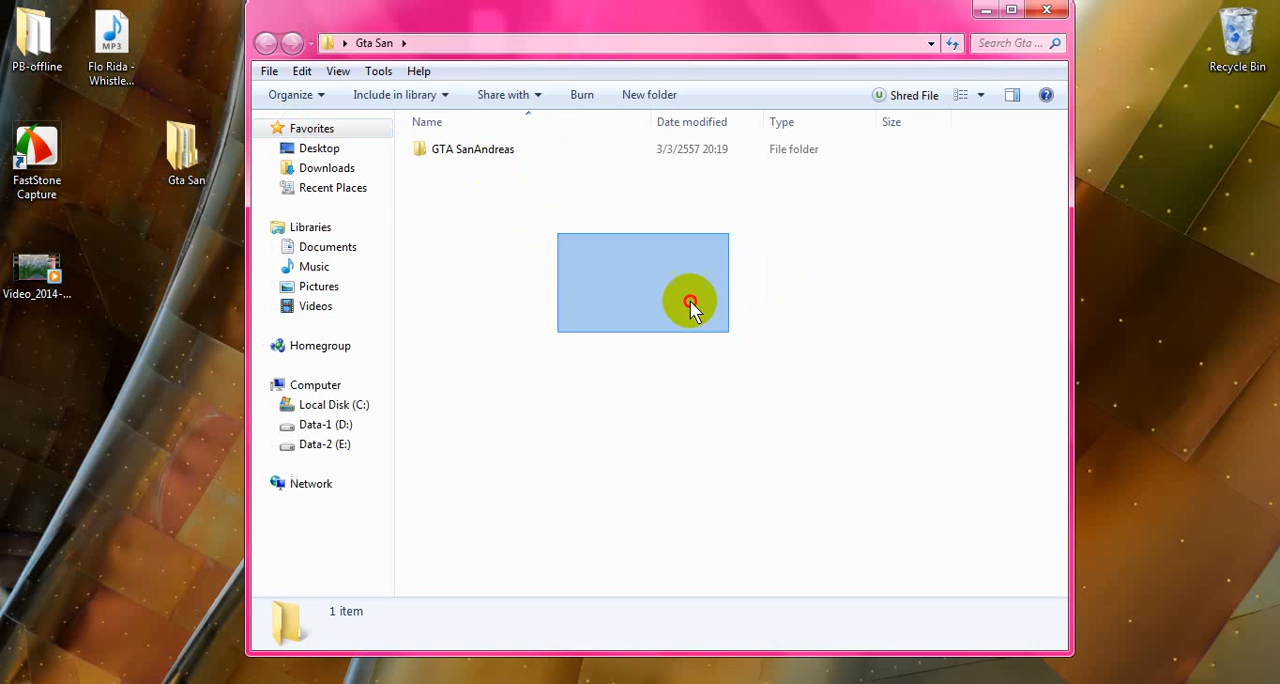 PB-offline
Flo Rida -
Whistle...
FastStone
Capture
Gta San
Video_2014-...
Recycle Bin
Gta San
Search Gta ...
File Edit View Tools Help
Organize Include in library Share with Burn New folder Shred File
Name Date modified Type Size
GTA SanAndreas 3/3/2557 20:19 File folder
Favorites
Desktop
Downloads
Recent Places
Libraries
Documents
Music
Pictures
Videos
Homegroup
Computer
Local Disk (C:)
Data-1 (D:)
Data-2 (E:)
Network
1 item